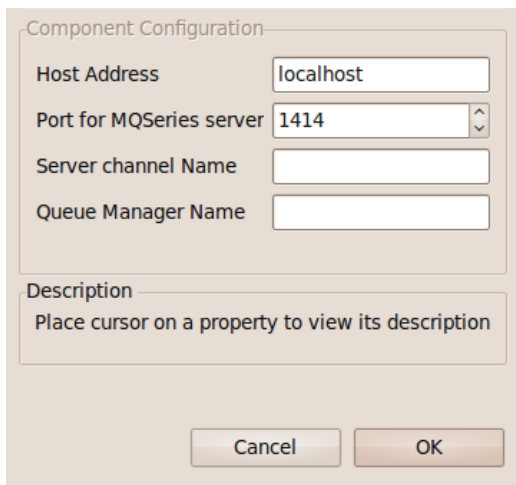 Component Configuration
Host Address localhost
Port for MQSeries server 1414
Server channel Name
Queue Manager Name
Description
Place cursor on a property to view its description
Cancel OK